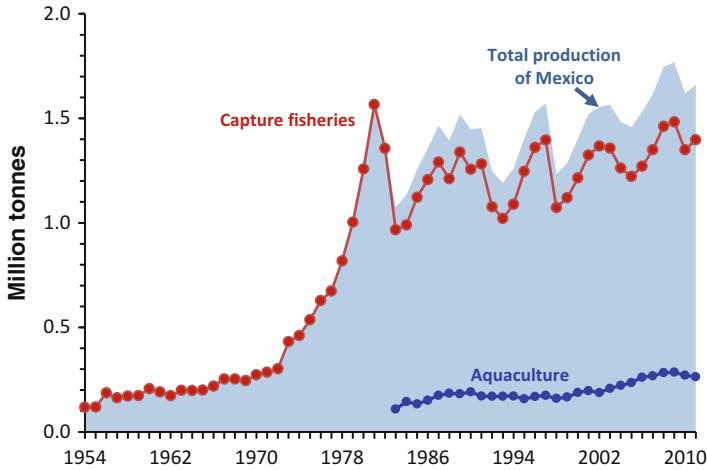 2.0
Total production
of Mexico
1.5
Capture fisheries
Million tonnes
1.0
0.5
Aquaculture
0.0
1954 1962 1970 1978 1986 1994 2002 2010